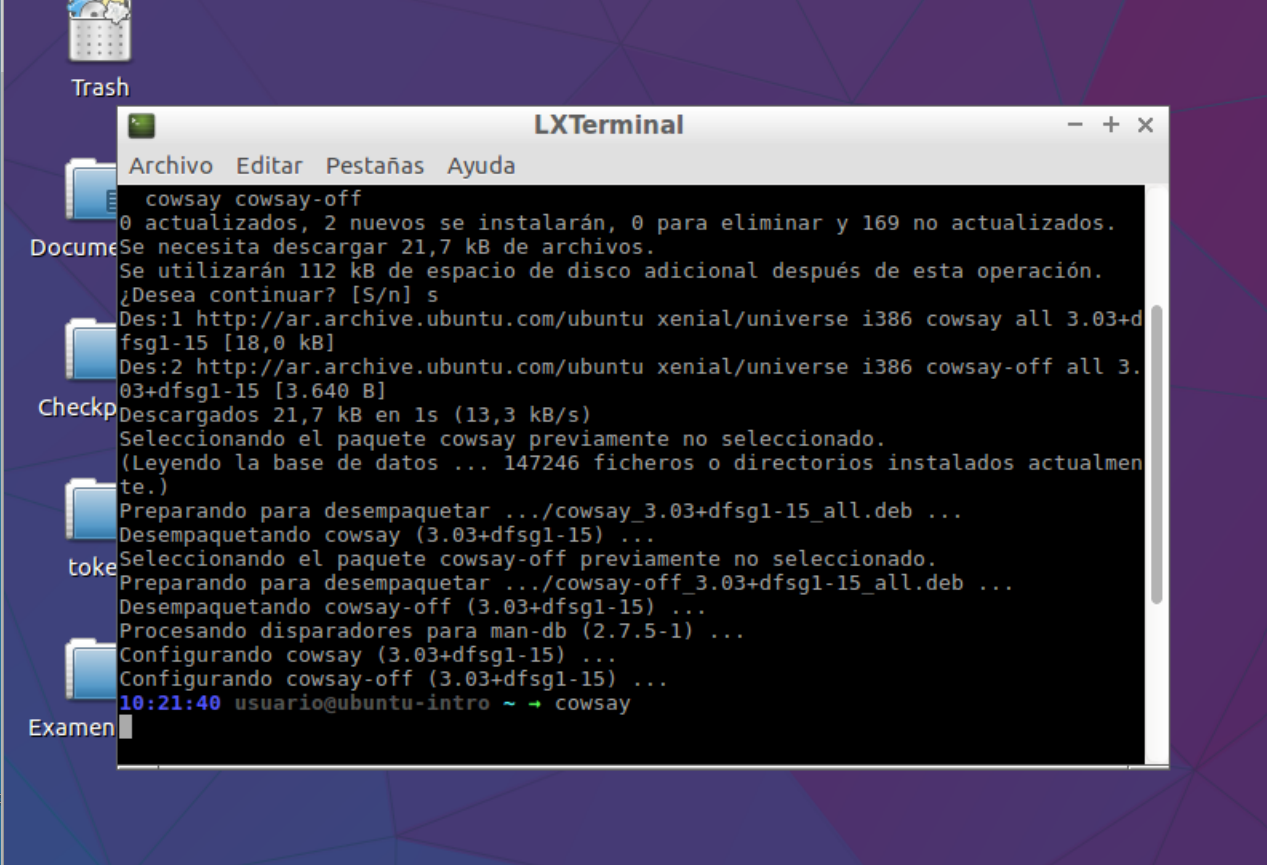 Trash
LXTerminal
Archivo Editar Pestañas Ayuda
cowsay cowsay-off
0 actualizados, 2 nuevos se instalarán, 0 para eliminar y 169 no actualizados.
Se necesita descargar 21,7 kB de archivos.
Se utilizarán 112 kB de espacio de disco adicional después de esta operación.
¿Desea continuar? [S/n] s
Des:1 http://ar.archive.ubuntu.com/ubuntu xenial/universe i386 cowsay all 3.03+d
fsg1-15 [18,0 kB]
Des:2 http://ar.archive.ubuntu.com/ubuntu xenial/universe i386 cowsay-off all 3.
03+dfsg1-15 [3.640 B]
Descargados 21,7 kB en 1s (13,3 kB/s)
Seleccionando el paquete cowsay previamente no seleccionado.
(Leyendo la base de datos ... 147246 ficheros o directorios instalados actualmen
te.)
Preparando para desempaquetar .../cowsay_3.03+dfsg1-15_all.deb ...
Desempaquetando cowsay (3.03+dfsg1-15) ...
Seleccionando el paquete cowsay-off previamente no seleccionado.
Preparando para desempaquetar .../cowsay-off_3.03+dfsg1-15_all.deb ...
Desempaquetando cowsay-off (3.03+dfsg1-15) ...
Procesando disparadores para man-db (2.7.5-1) ...
Configurando cowsay (3.03+dfsg1-15) ...
Configurando cowsay-off (3.03+dfsg1-15) ...
10:21:40 usuario@ubuntu-intro ~ → cowsay
Docume
Checkp
toke
Examen